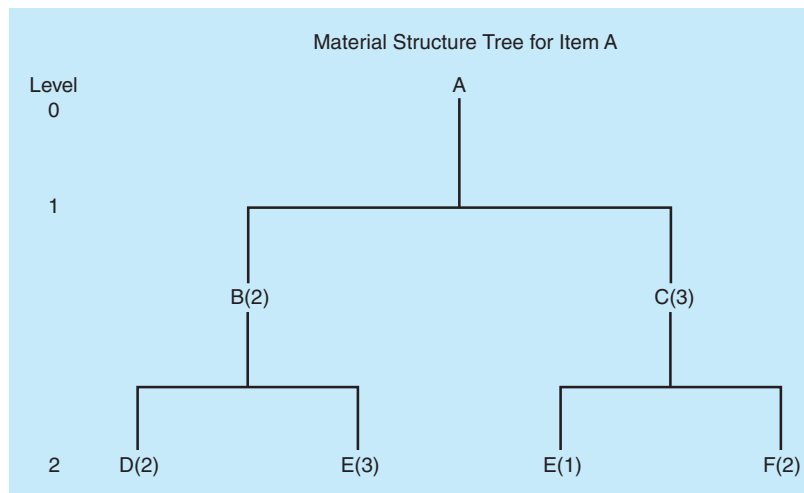 Material Structure Tree for Item A
Level
0
A
1
B(2)
C(3)
2
D(2)
E(3)
E(1)
F(2)